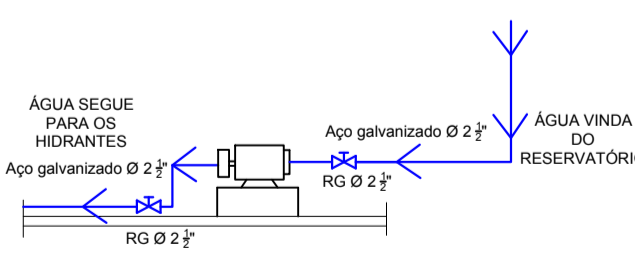 ÁGUA SEGUE
PARA OS
HIDRANTES
Aço galvanizado Ø 2 1/2"
RG Ø 2 1/2"
Aço galvanizado Ø 2 1/2"
RG Ø 2 1/2"
ÁGUA VINDA
DO
RESERVATÓRI